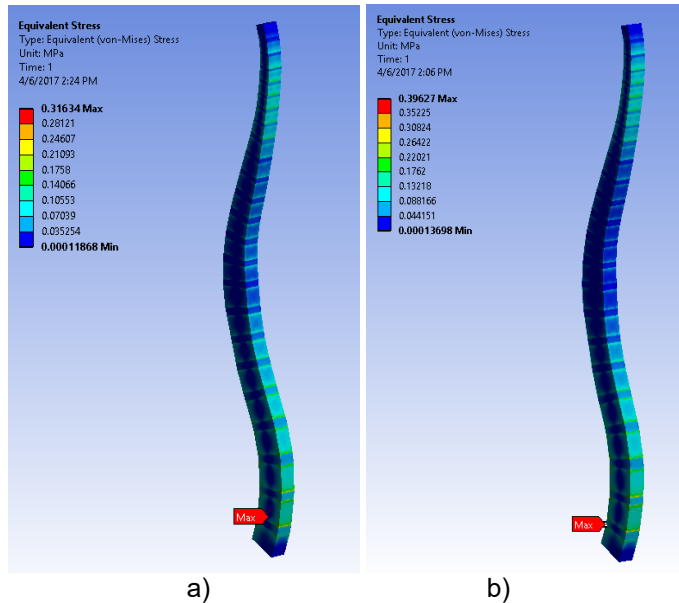 Equivalent Stress
Type: Equivalent (von-Mises) Stress
Unit: MPa
Time: 1
4/6/2017 2:24 PM
0.31634 Max
0.28121
0.24607
0.21093
0.1758
0.14066
0.10553
0.07039
0.035254
0.00011868 Min
Max
a)
Equivalent Stress
Type: Equivalent (von-Mises) Stress
Unit: MPa
Time: 1
4/6/2017 2:06 PM
0.39627 Max
0.35225
0.30824
0.26422
0.22021
0.1762
0.13218
0.088166
0.044151
0.00013698 Min
Max
b)